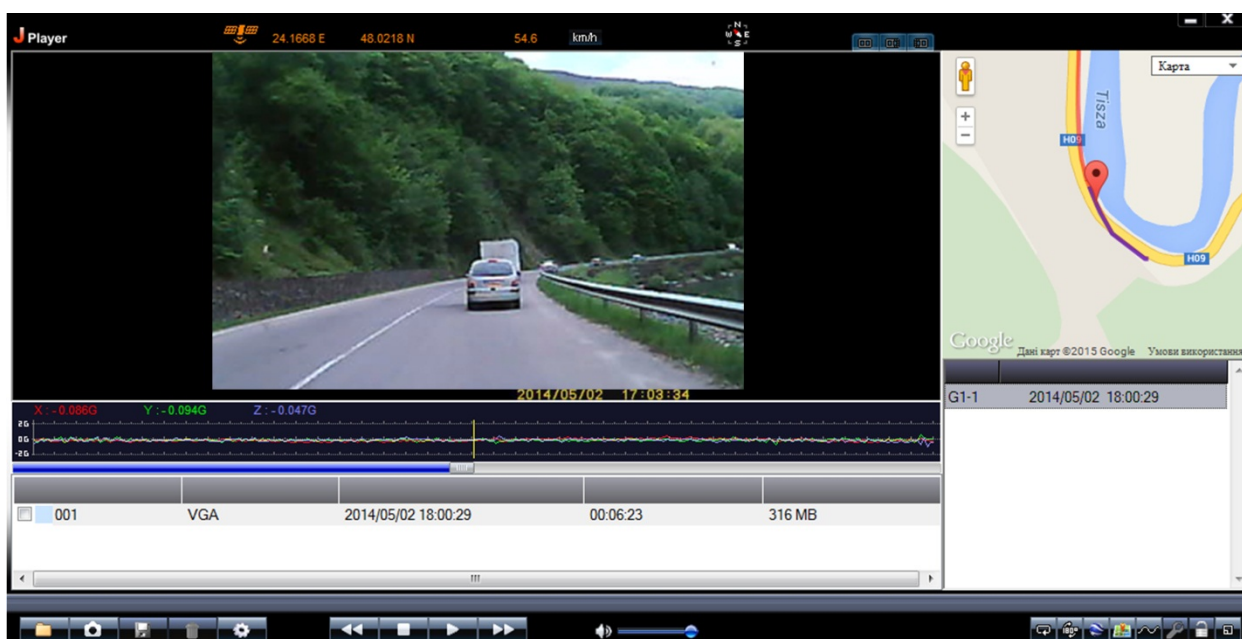 J Player
24.1668 E 48.0218 N 54.6 km/h
N
W E
S
Карта
Tisza
H09
H09
Google
Дані карт ©2015 Google Умови використання
2014/05/02 17:03:34
X : - 0.086G Y : - 0.094G Z : - 0.047G
2G
0G
-2G
G1-1 2014/05/02 18:00:29
001 VGA 2014/05/02 18:00:29 00:06:23 316 MB
180°